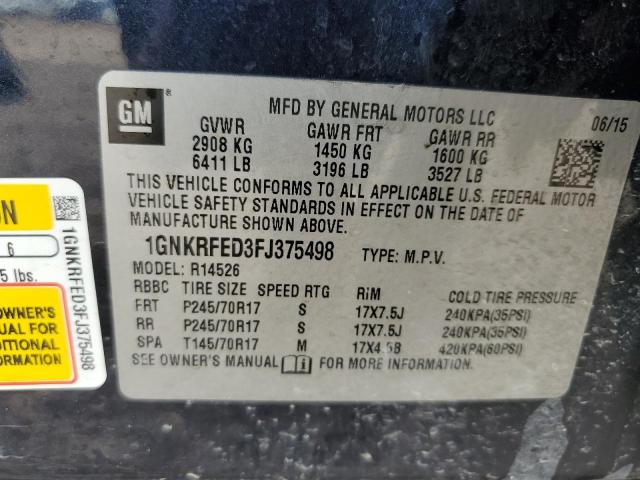 GM ®
MFD BY GENERAL MOTORS LLC
06/15
GVWR GAWR FRT GAWR RR
2908 KG 1450 KG 1600 KG
6411 LB 3196 LB 3527 LB
THIS VEHICLE CONFORMS TO ALL APPLICABLE U.S. FEDERAL MOTOR
VEHICLE SAFETY STANDARDS IN EFFECT ON THE DATE OF
MANUFACTURE SHOWN ABOVE.
1GNKRFED3FJ375498 TYPE: M.P.V.
MODEL: R14526
RBBC TIRE SIZE SPEED RTG RIM COLD TIRE PRESSURE
FRT P245/70R17 S 17X7.5J 240KPA(35PSI)
RR P245/70R17 S 17X7.5J 240KPA(35PSI)
SPA T145/70R17 M 17X4.5B 420KPA(60PSI)
SEE OWNER'S MANUAL i FOR MORE INFORMATION.
6
5 lbs.
OWNER'S
FOR
INFORMATION
1GNKRFED3FJ375498